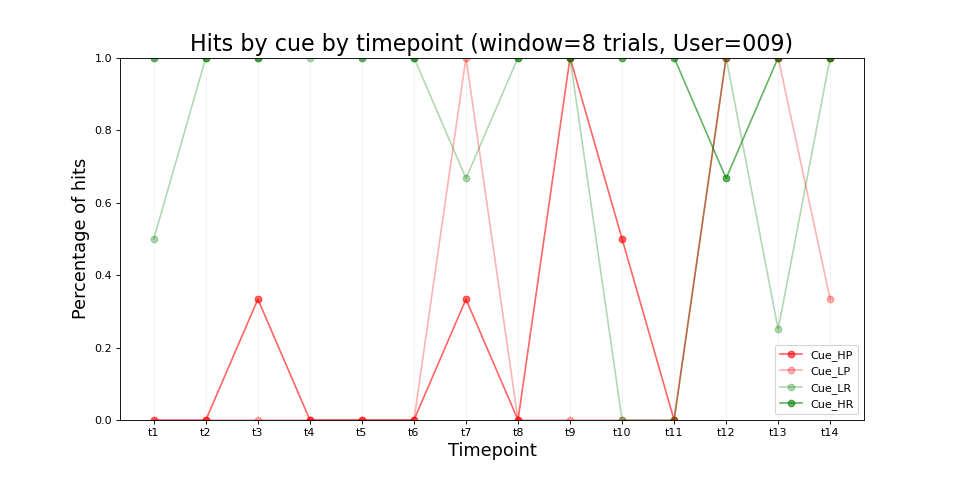 Hits by cue by timepoint (window=8 trials, User=009)
1.0
0.8
0.6
0.4
0.2
0.0
Percentage of hits
t1 t2 t3 t4 t5 t6 t7 t8 t9 t10 t11 t12 t13 t14
Timepoint
Cue_HP
Cue_LP
Cue_LR
Cue_HR